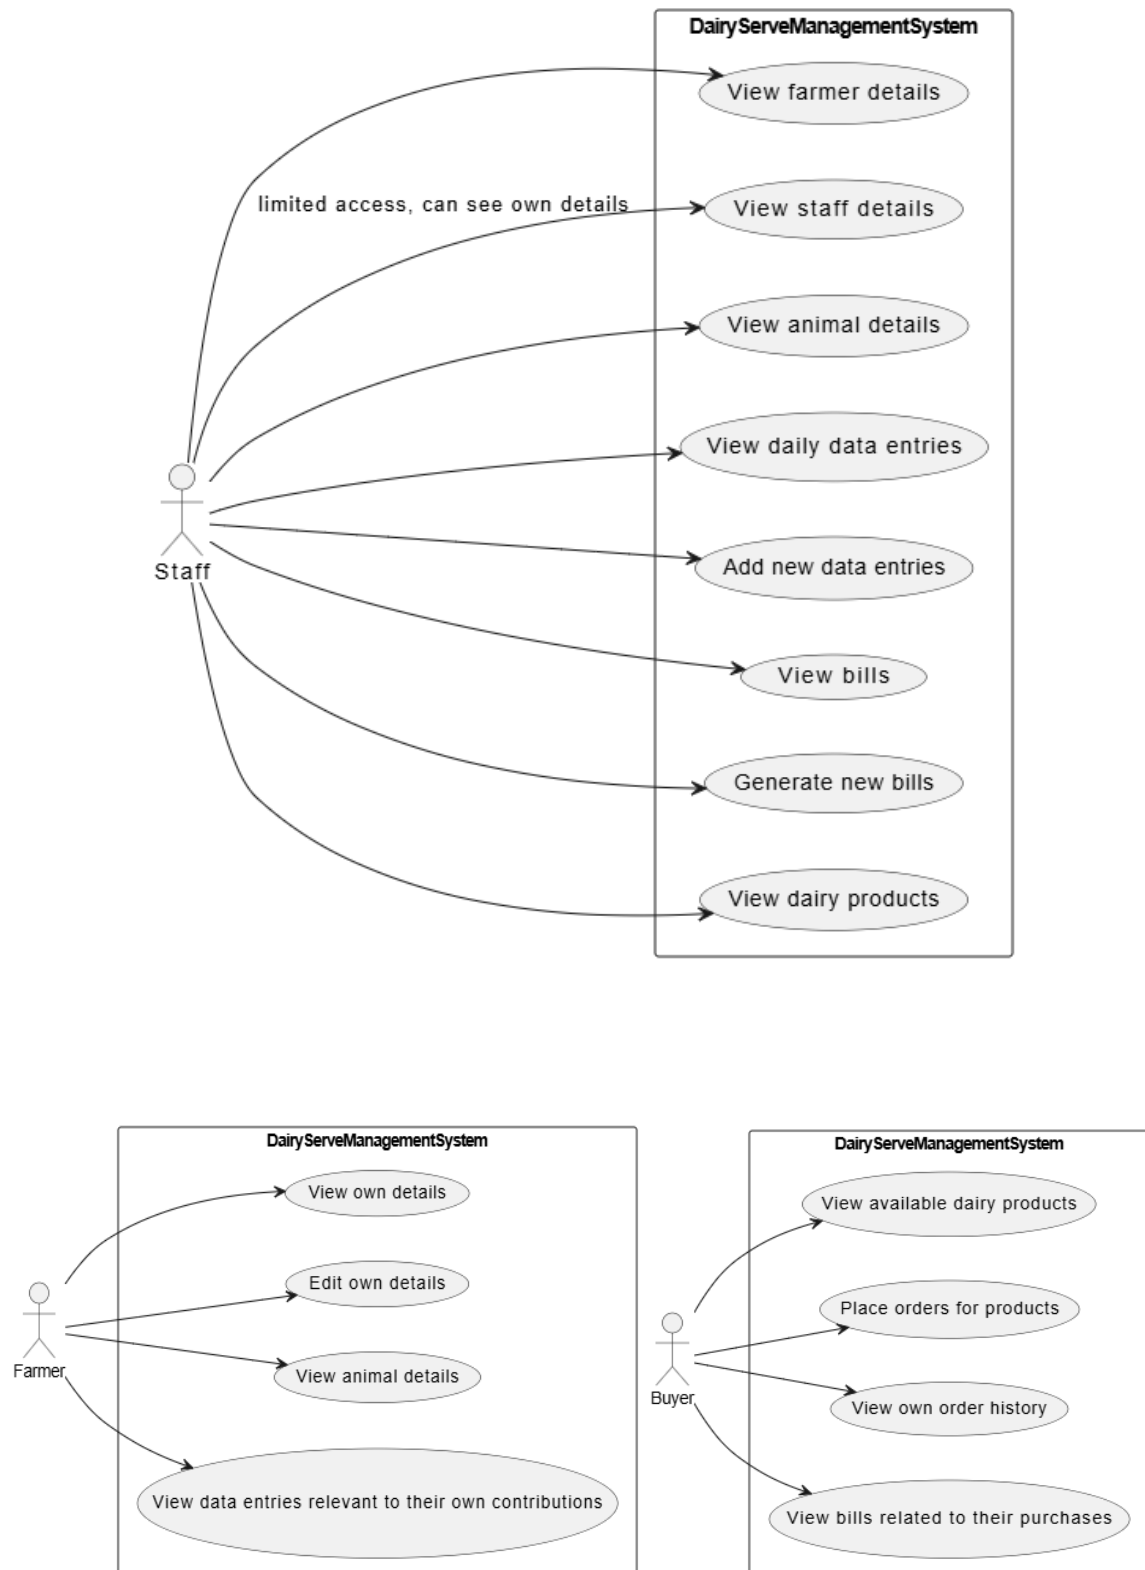 DairyServeManagementSystem
View farmer details
limited access, can see own details
View staff details
View animal details
View daily data entries
Staff
Add new data entries
View bills
Generate new bills
View dairy products
DairyServeManagementSystem
View own details
Edit own details
Farmer
View animal details
View data entries relevant to their own contributions
DairyServeManagementSystem
View available dairy products
Place orders for products
Buyer
View own order history
View bills related to their purchases